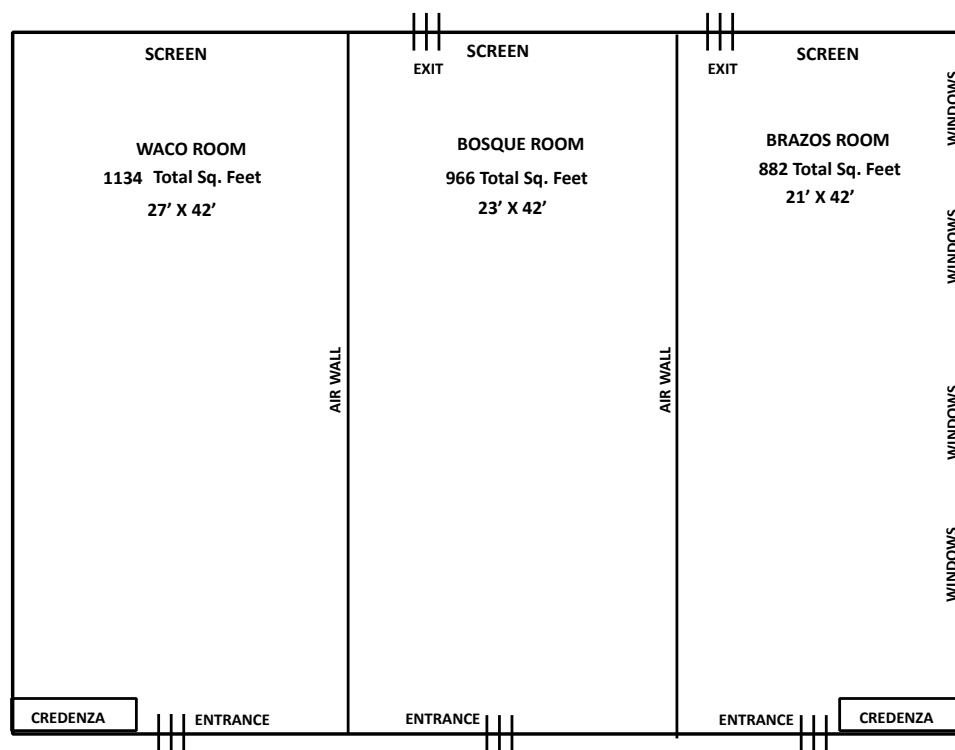 SCREEN
EXIT
SCREEN
EXIT
SCREEN
WINDOWS
WACO ROOM
1134 Total Sq. Feet
27’ X 42’
BOSQUE ROOM
966 Total Sq. Feet
23’ X 42’
BRAZOS ROOM
882 Total Sq. Feet
21’ X 42’
WINDOWS
AIR WALL
AIR WALL
WINDOWS
WINDOWS
CREDENZA
ENTRANCE
ENTRANCE
ENTRANCE
CREDENZA